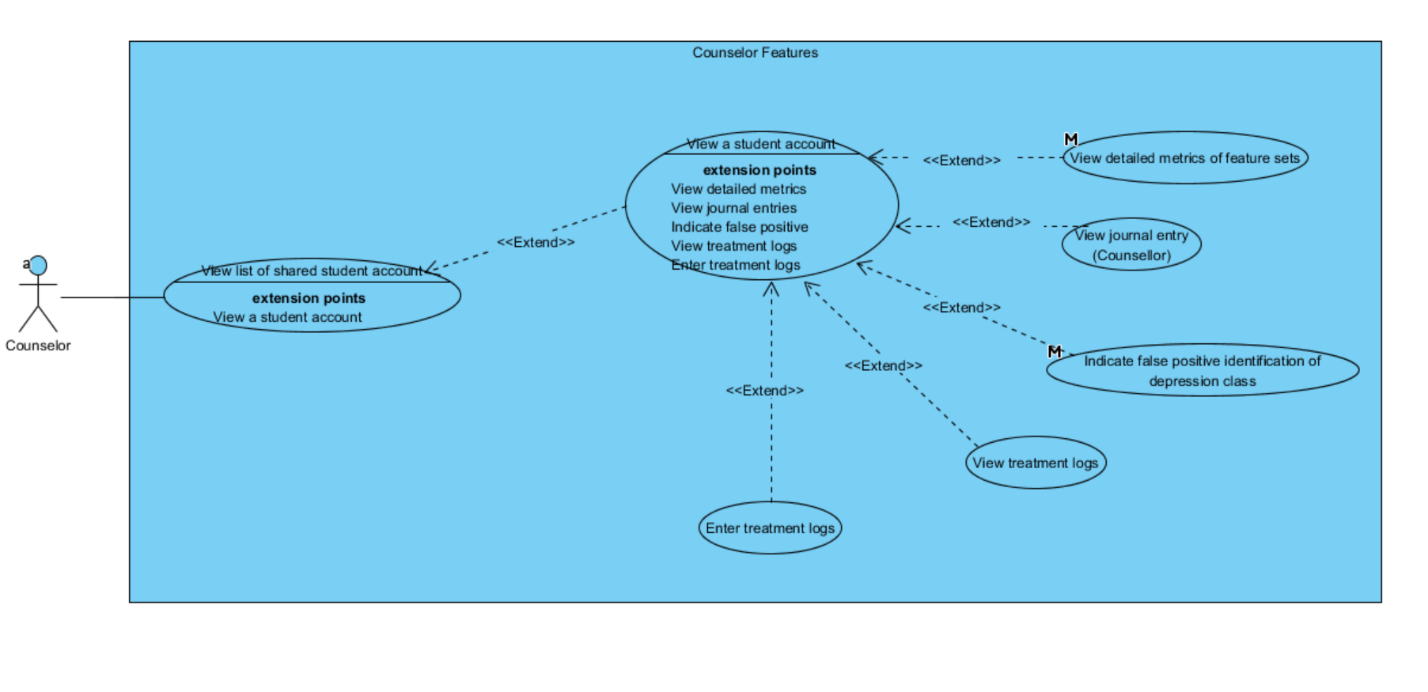 Counselor Features
a
Counselor
View list of shared student account
extension points
View a student account
<<Extend>>
View a student account
extension points
View detailed metrics
View journal entries
Indicate false positive
View treatment logs
Enter treatment logs
<<Extend>>
M
View detailed metrics of feature sets
<<Extend>>
View journal entry
(Counsellor)
<<Extend>>
M
Indicate false positive identification of
depression class
<<Extend>>
View treatment logs
<<Extend>>
Enter treatment logs